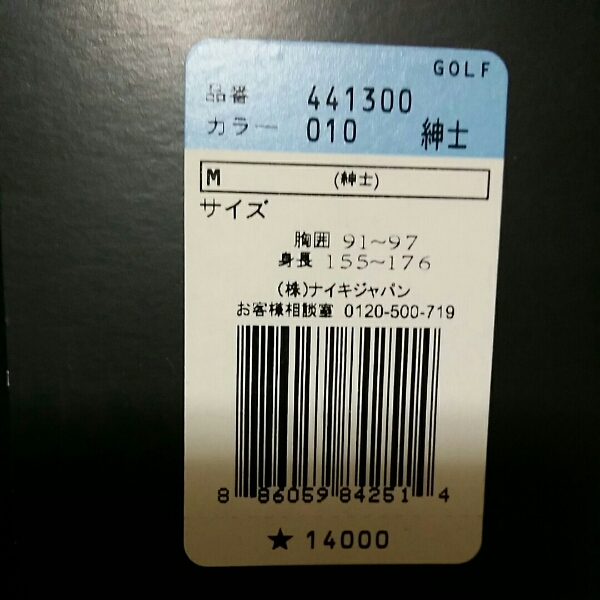 GOLF
品番 441300
カラー 010 紳士
M (紳士)
サイズ
胸囲 91~97
身長 155~176
(株)ナイキジャパン
お客様相談室 0120-500-719
8 86059 84251 4
★ 14000